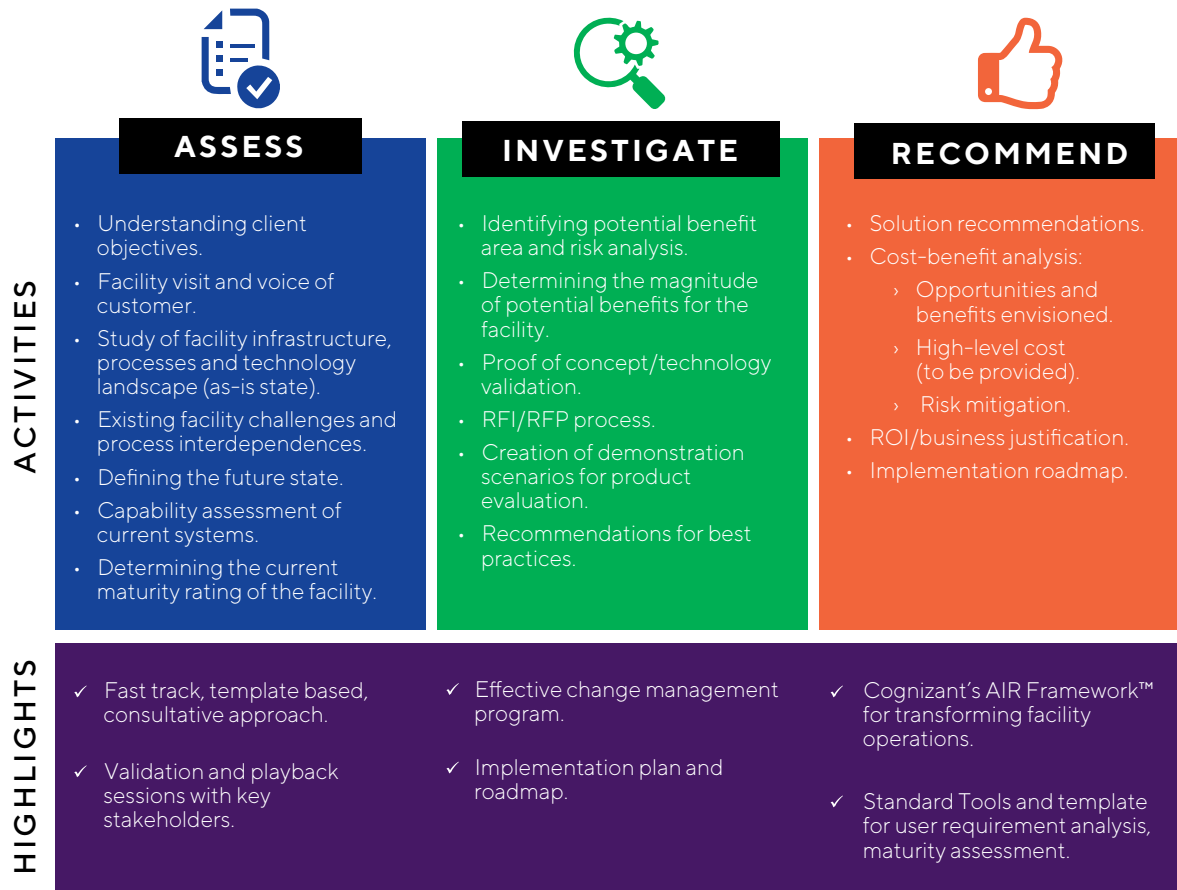 ASSESS
INVESTIGATE
RECOMMEND
ACTIVITIES
• Understanding client
objectives.
• Facility visit and voice of
customer.
• Study of facility infrastructure,
processes and technology
landscape (as-is state).
• Existing facility challenges and
process interdependences.
• Defining the future state.
• Capability assessment of
current systems.
• Determining the current
maturity rating of the facility.
• Identifying potential benefit
area and risk analysis.
• Determining the magnitude
of potential benefits for the
facility.
• Proof of concept/technology
validation.
• RFI/RFP process.
• Creation of demonstration
scenarios for product
evaluation.
• Recommendations for best
practices.
• Solution recommendations.
• Cost-benefit analysis:
› Opportunities and
benefits envisioned.
› High-level cost
(to be provided).
› Risk mitigation.
• ROI/business justification.
• Implementation roadmap.
HIGHLIGHTS
✓ Fast track, template based,
consultative approach.
✓ Validation and playback
sessions with key
stakeholders.
✓ Effective change management
program.
✓ Implementation plan and
roadmap.
✓ Cognizant's AIR Framework™
for transforming facility
operations.
✓ Standard Tools and template
for user requirement analysis,
maturity assessment.